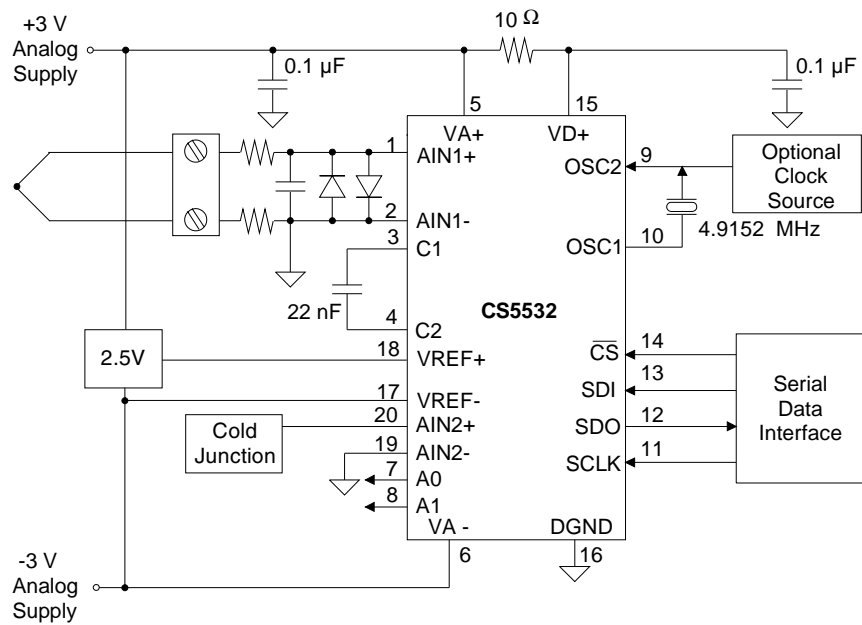 +3 V
Analog
Supply
10 Ω
0.1 µF
0.1 µF
5
15
VA+
VD+
1
AIN1+
OSC2
9
Optional
Clock
Source
2
AIN1-
3
C1
OSC1
10
4.9152 MHz
22 nF
CS5532
4
C2
2.5V
18
VREF+
CS
14
SDI
13
Serial
Data
Interface
17
VREF-
Cold
Junction
20
AIN2+
SDO
12
19
AIN2-
SCLK
11
7
A0
8
A1
VA -
DGND
6
16
-3 V
Analog
Supply